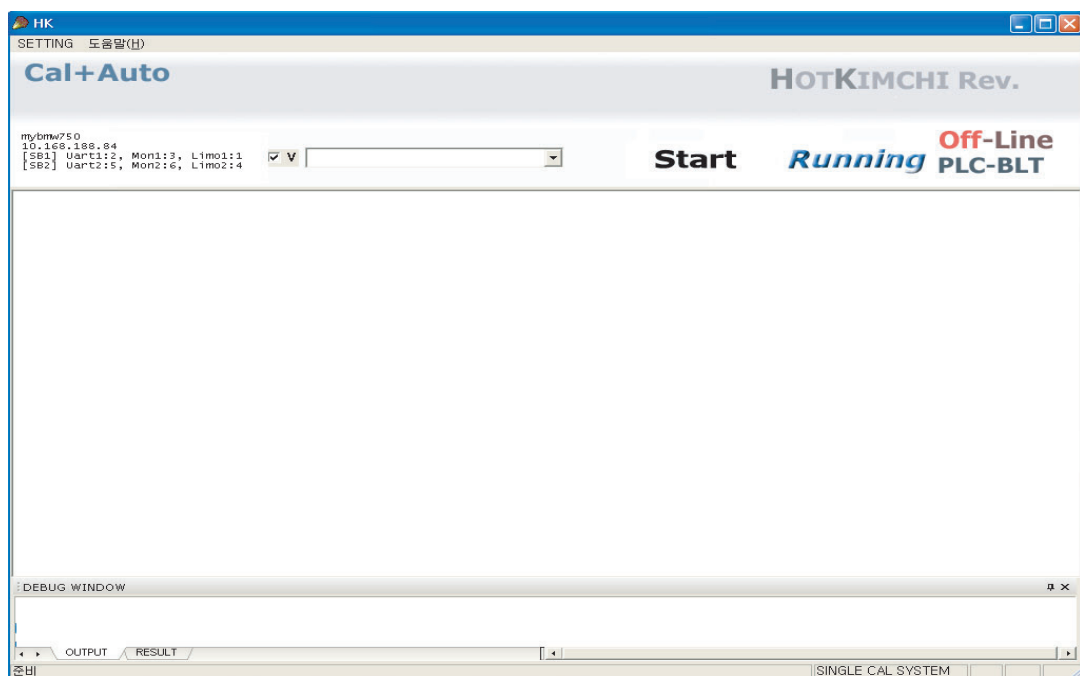 HK
SETTING 도움말(H)
Cal+Auto
HOTKIMCHI Rev.
mybmw750
10.168.188.84
[SB1] Uart1:2, Mon1:3, Limo1:1
[SB2] Uart2:5, Mon2:6, Limo2:4
V
Start
Running
Off-Line
PLC-BLT
DEBUG WINDOW
OUTPUT RESULT
준비
SINGLE CAL SYSTEM